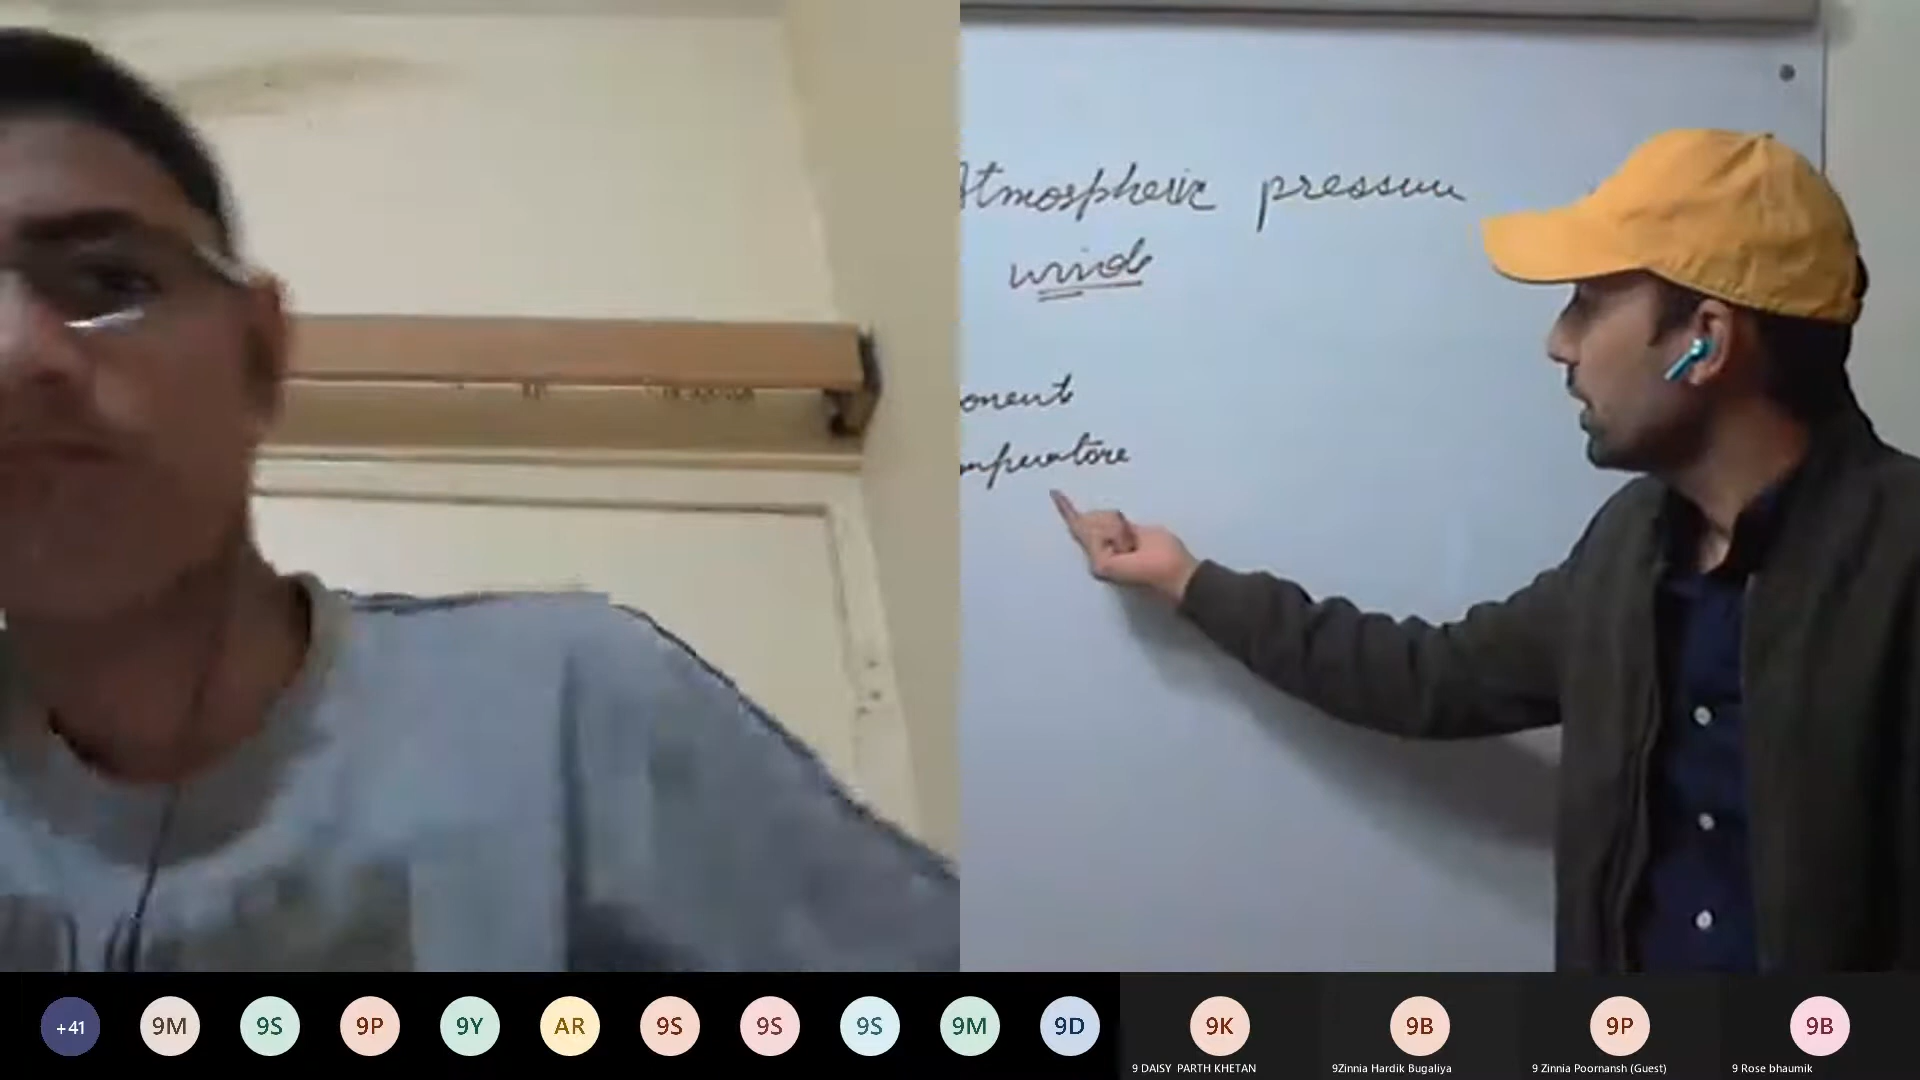 Atmospheric pressure
wind
onent
mperature
+41
9M
9S
9P
9Y
AR
9S
9S
9S
9M
9D
9K
9B
9P
9B
9 DAISY PARTH KHETAN
9Zinnia Hardik Bugaliya
9 Zinnia Poornansh (Guest)
9 Rose bhaumik